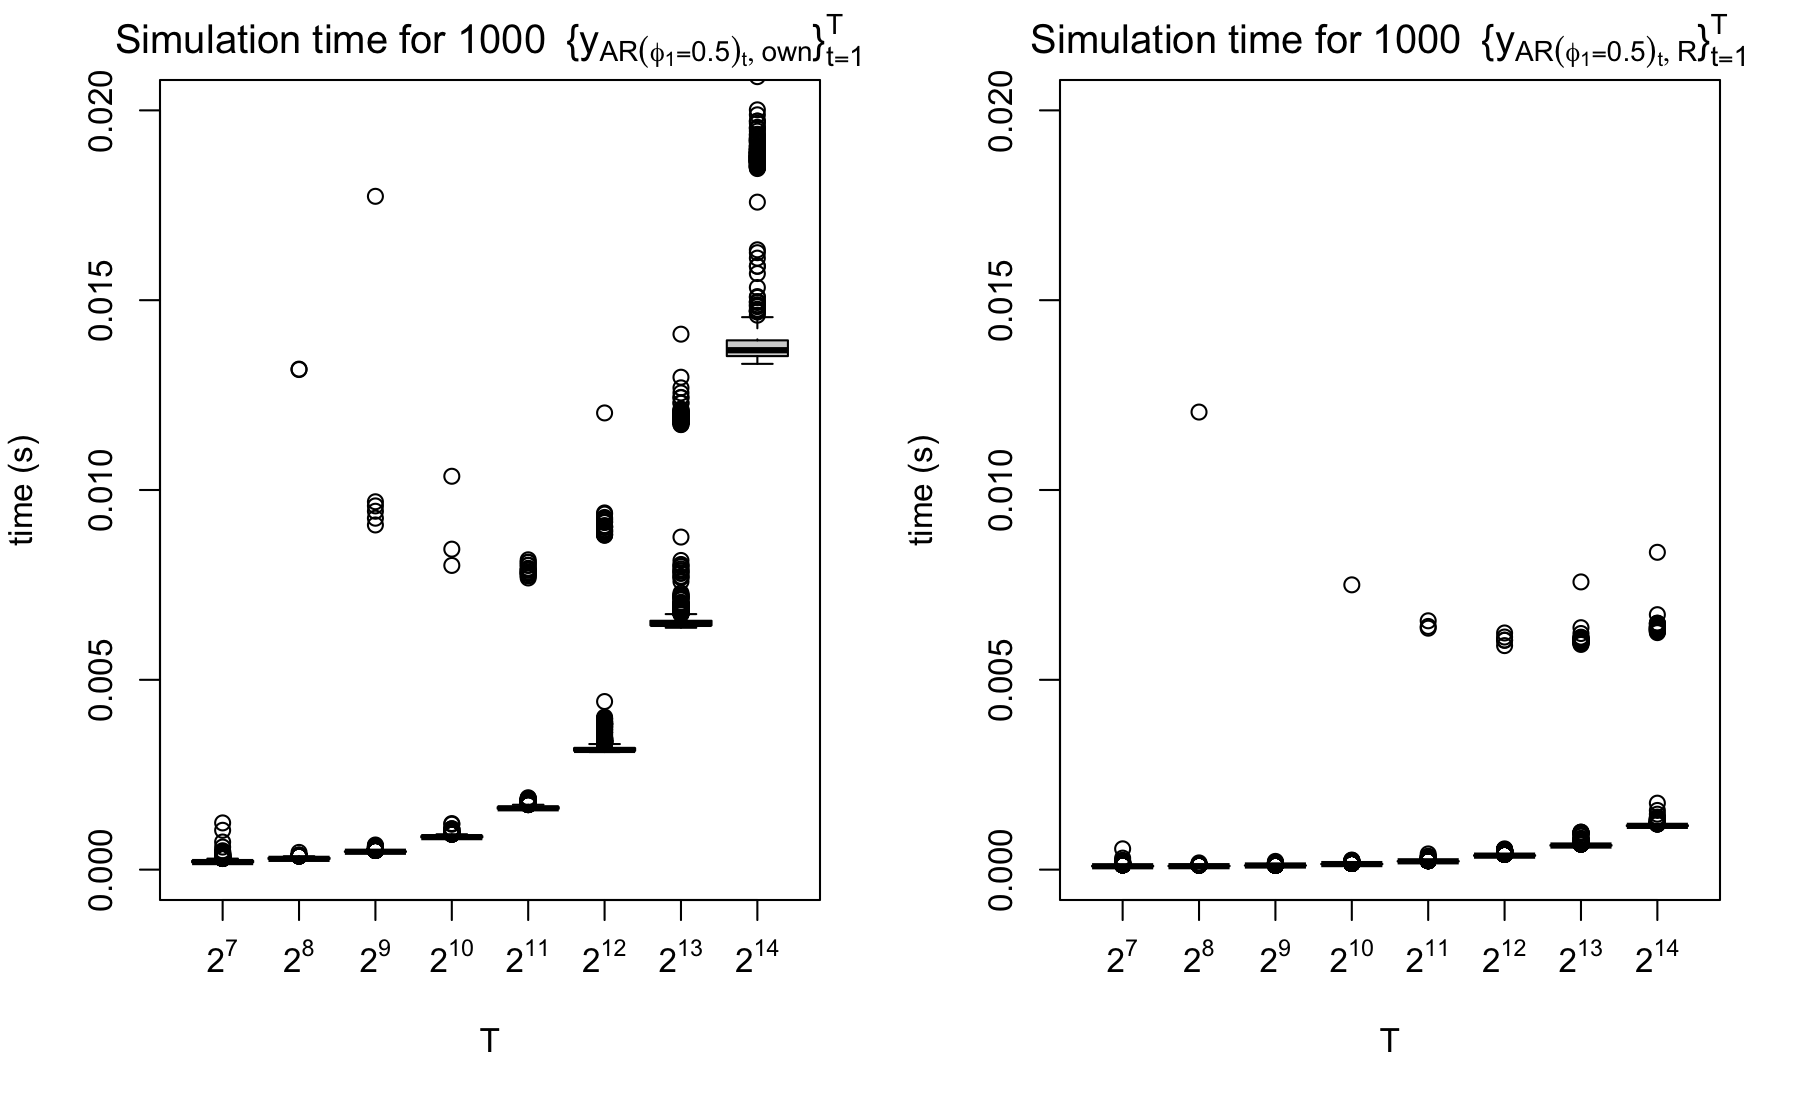 Simulation time for 1000 {y_AR(ϕ₁=0.5)ₜ, own}ᵀₜ₌₁
time (s)
0.020
0.015
0.010
0.005
0.000
2⁷ 2⁸ 2⁹ 2¹⁰ 2¹¹ 2¹² 2¹³ 2¹⁴
T
Simulation time for 1000 {y_AR(ϕ₁=0.5)ₜ, R}ᵀₜ₌₁
time (s)
0.020
0.015
0.010
0.005
0.000
2⁷ 2⁸ 2⁹ 2¹⁰ 2¹¹ 2¹² 2¹³ 2¹⁴
T